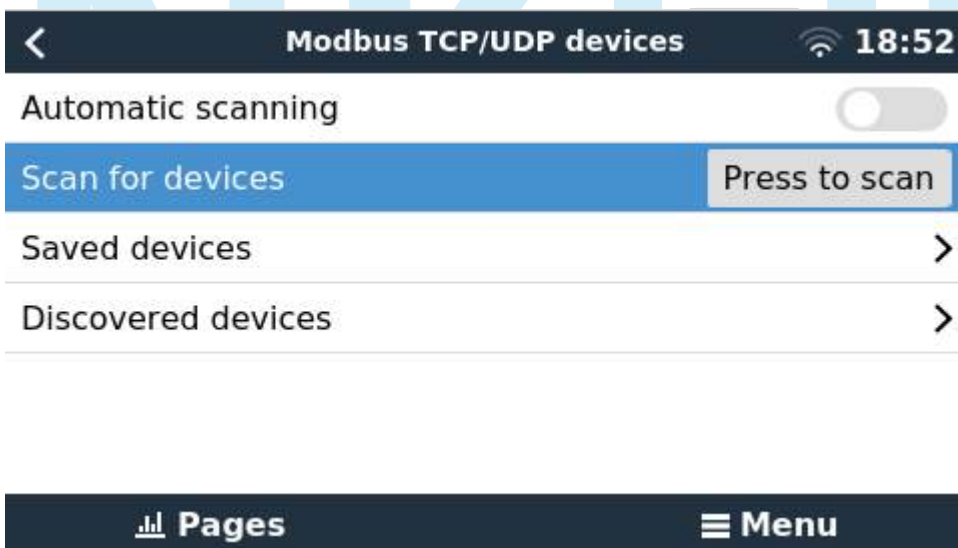 Modbus TCP/UDP devices 18:52
Automatic scanning
Scan for devices Press to scan
Saved devices
Discovered devices
Pages Menu